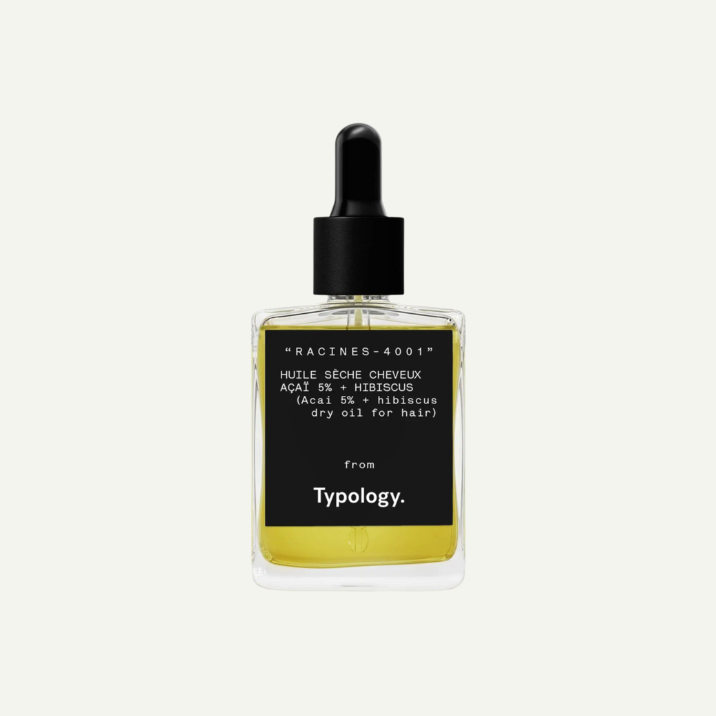 “RACINES-4001”
HUILE SÈCHE CHEVEUX
AÇAÏ 5% + HIBISCUS
(Acai 5% + hibiscus
dry oil for hair)
from
Typology.